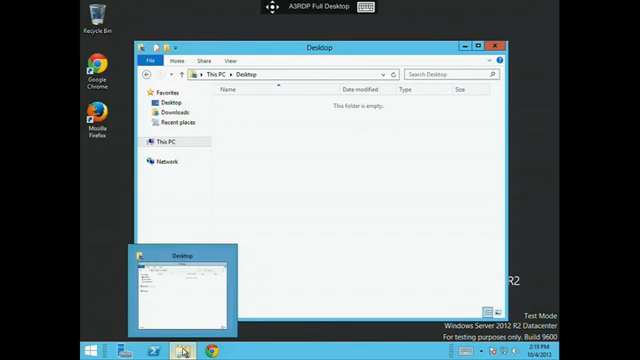 A3RDP Full Desktop
Recycle Bin
Google
Chrome
Mozilla
Firefox
Desktop
File Home Share View
This PC Desktop
Search Desktop
Name Date modified Type Size
This folder is empty.
Favorites
Desktop
Downloads
Recent places
This PC
Network
Desktop
R2
Test Mode
Windows Server 2012 R2 Datacenter
For testing purposes only. Build 9600
2:19 PM
10/4/2013